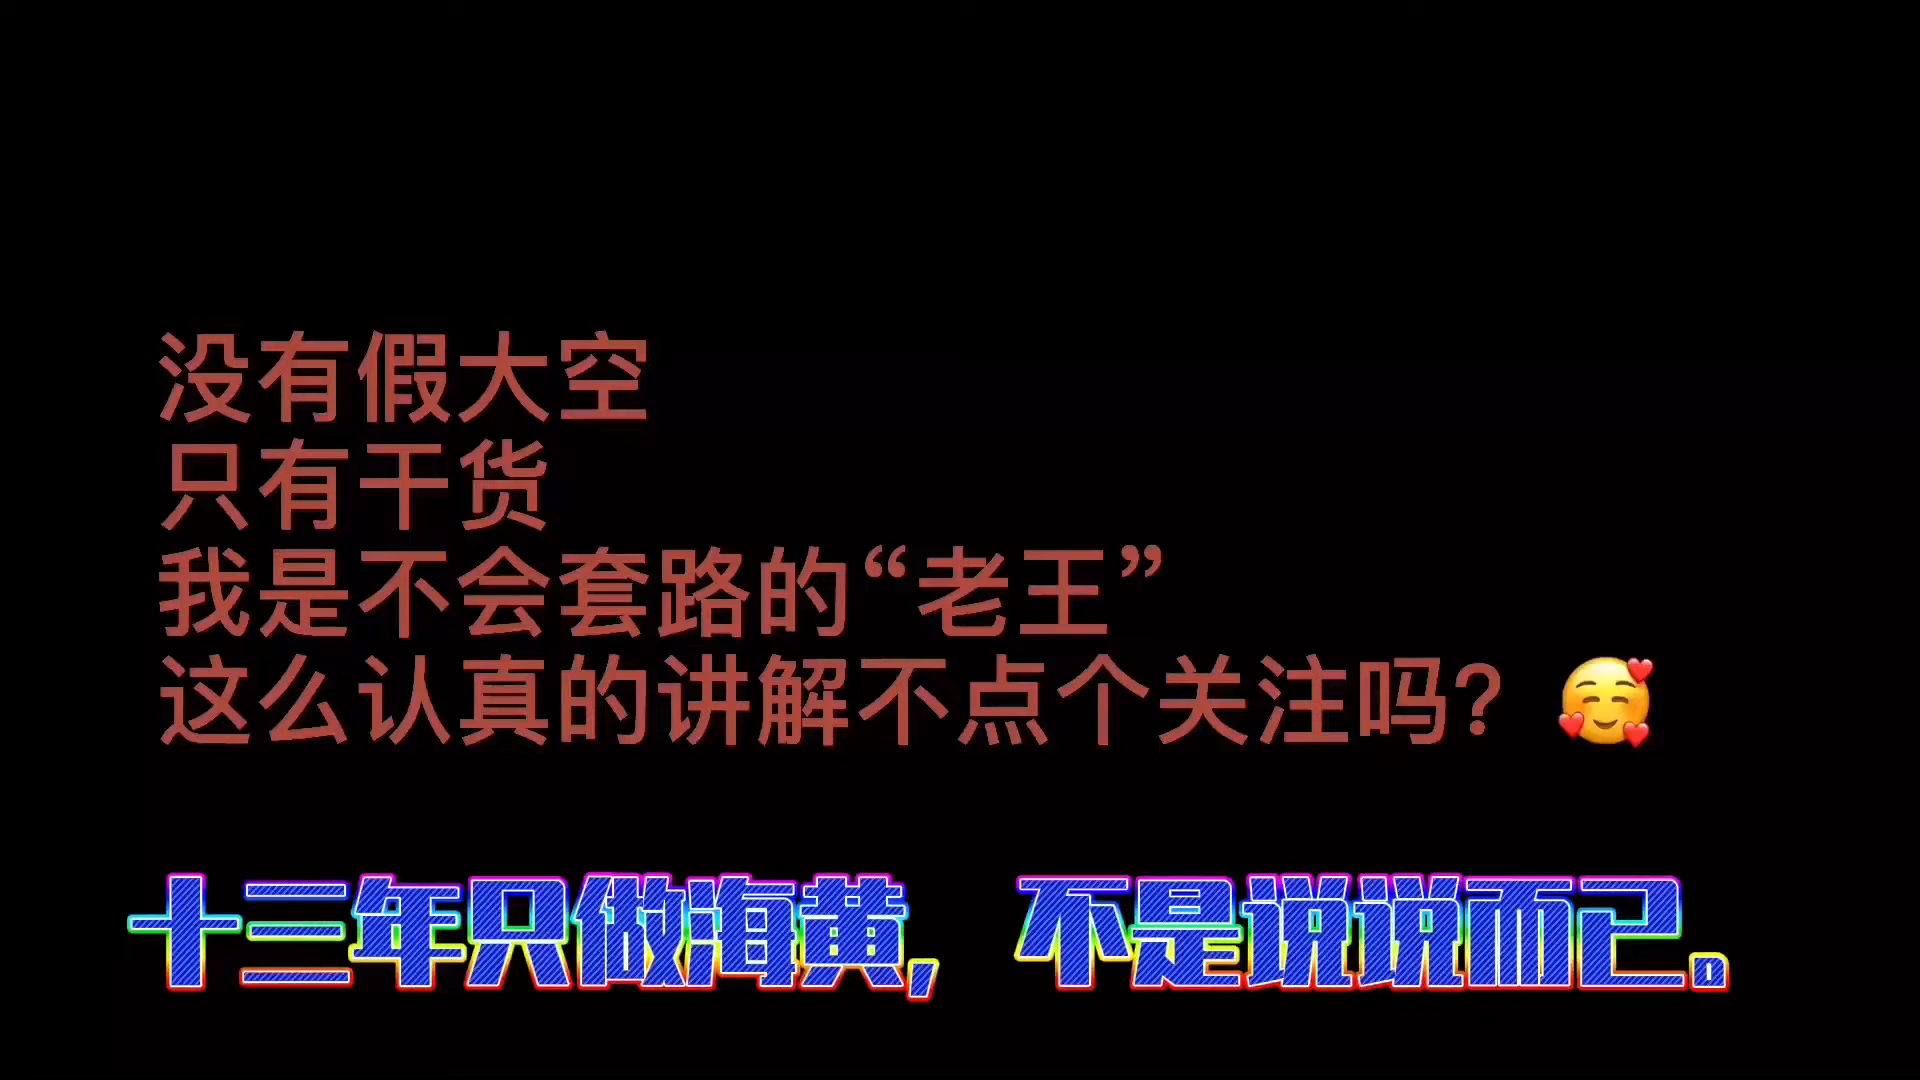 没有假大空
只有干货
我是不会套路的“老王”
这么认真的讲解不点个关注吗？🥰
十三年只做海黄，不是说说而已。